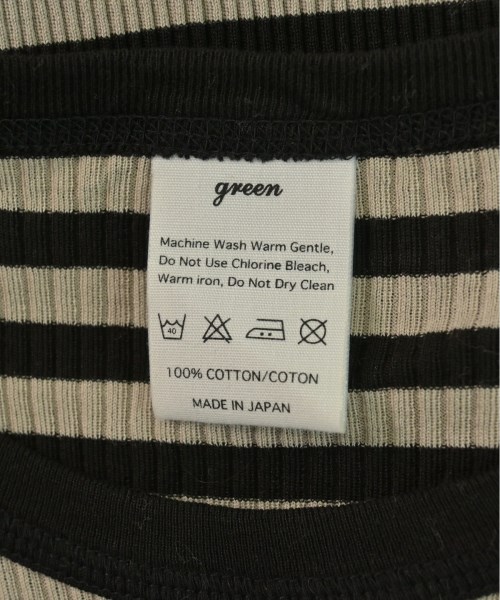 green
Machine Wash Warm Gentle,
Do Not Use Chlorine Bleach,
Warm iron, Do Not Dry Clean
40
100% COTTON/COTON
MADE IN JAPAN